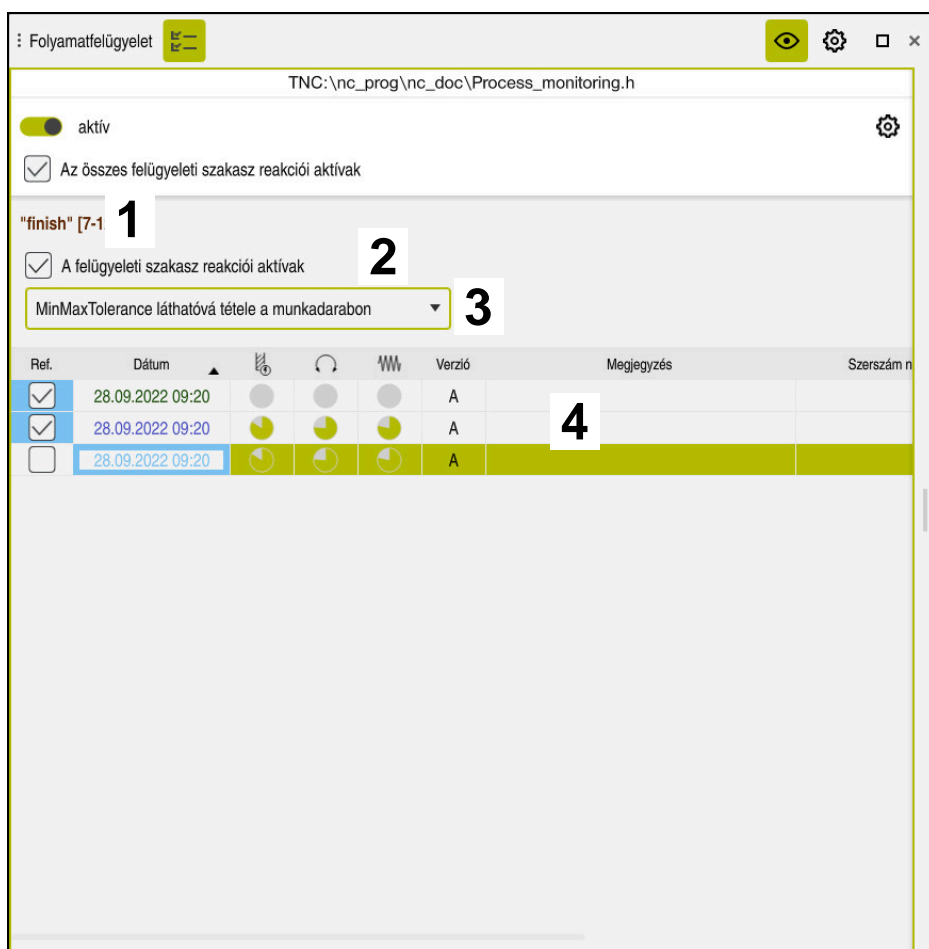 Folyamatfelügyelet
TNC:\nc_prog\nc_doc\Process_monitoring.h
aktív
Az összes felügyeleti szakasz reakciói aktívak
"finish" [7-1
1
A felügyeleti szakasz reakciói aktívak
2
MinMaxTolerance láthatóvá tétele a munkadarabon
3
Ref. Dátum Verzió Megjegyzés Szerszám n
28.09.2022 09:20 A
28.09.2022 09:20 A
4
28.09.2022 09:20 A